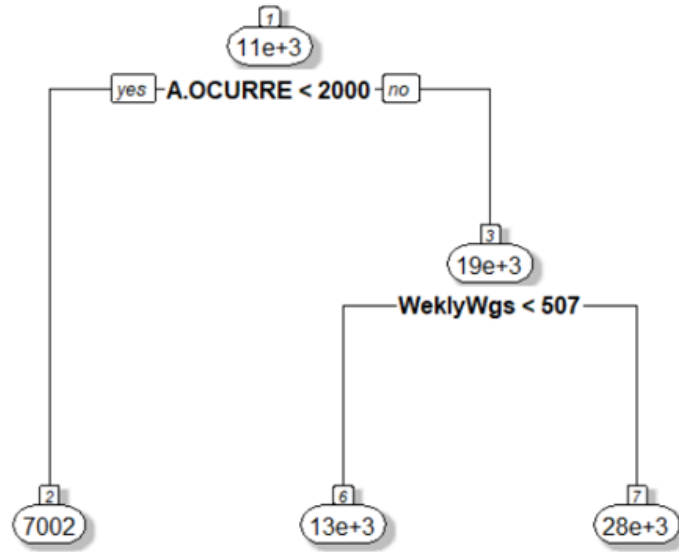 1
11e+3
yes A.OCURRE < 2000 no
3
19e+3
WeklyWgs < 507
2 6 7
7002 13e+3 28e+3